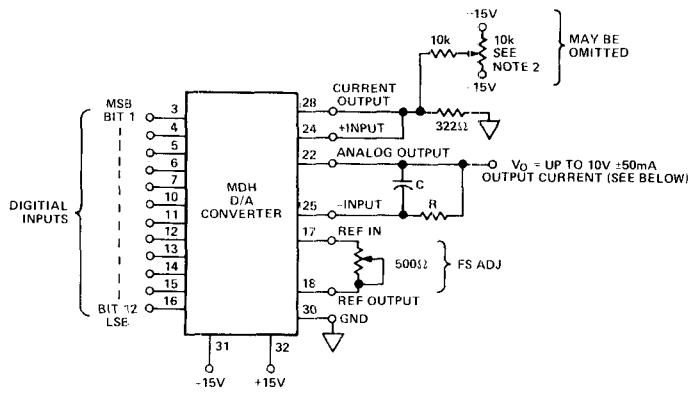 -15V
10k
10k
SEE
NOTE 2
-15V
MAY BE
OMITTED
CURRENT
OUTPUT
28
322Ω
24
+INPUT
22
ANALOG OUTPUT
VO = UP TO 10V ±50mA
OUTPUT CURRENT (SEE BELOW)
C
R
25
-INPUT
17
REF IN
500Ω
FS ADJ
18
REF OUTPUT
30
GND
MSB
BIT 1
3
4
5
6
7
10
11
12
13
14
15
16
BIT 12
LSB
DIGITIAL
INPUTS
MDH
D/A
CONVERTER
31
32
-15V
+15V